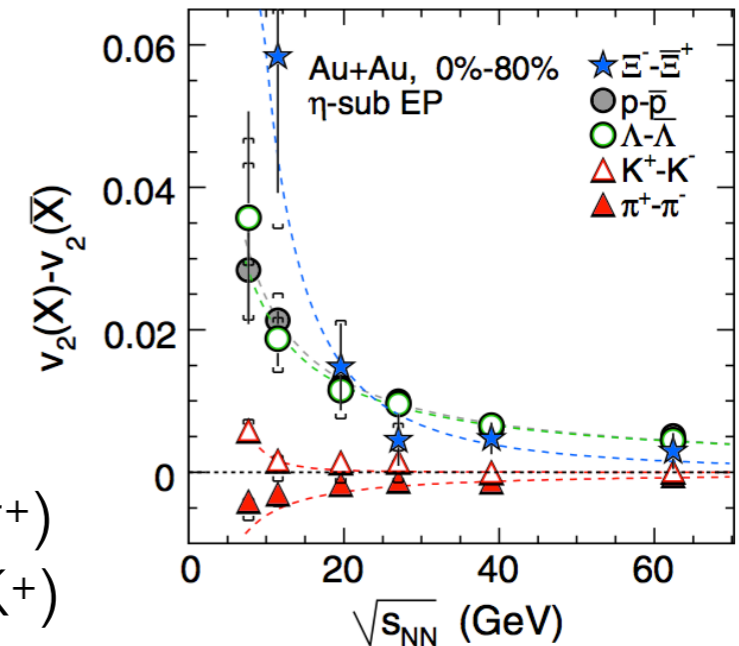 0.06
0.04
0.02
0
v₂(X)-v₂(X̅)
Au+Au, 0%-80%
η-sub EP
Ξ⁻-Ξ̅⁺
p-p̅
Λ-Λ̅
K⁺-K⁻
π⁺-π⁻
⁺)
⁺)
0 20 40 60
√sNN (GeV)